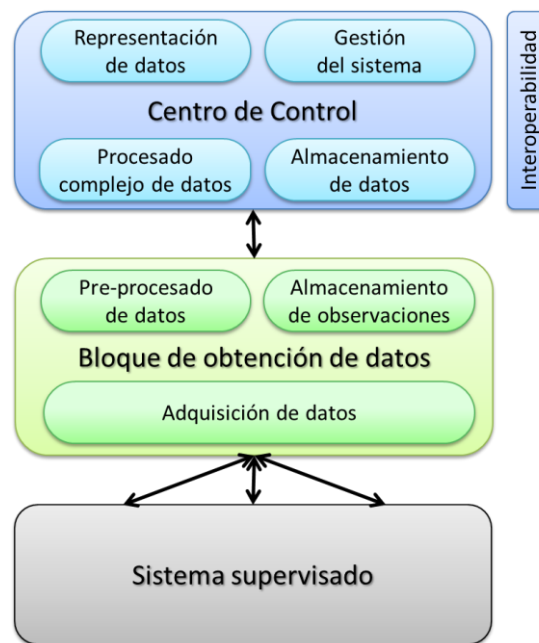 Representación
de datos
Gestión
del sistema
Centro de Control
Procesado
complejo de datos
Almacenamiento
de datos
Interoperabilidad
Pre-procesado
de datos
Almacenamiento
de observaciones
Bloque de obtención de datos
Adquisición de datos
Sistema supervisado